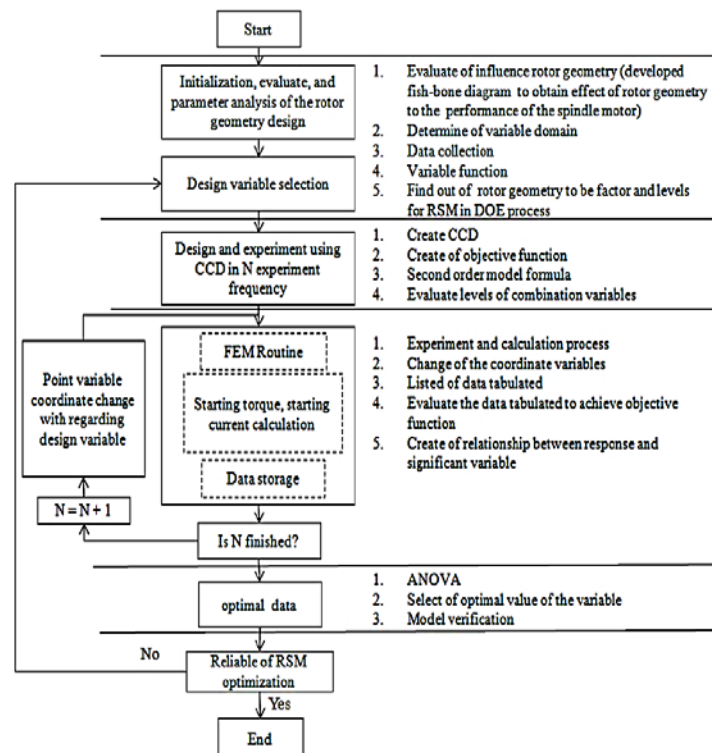 Start
Initialization, evaluate, and
parameter analysis of the rotor
geometry design
1. Evaluate of influence rotor geometry (developed
fish-bone diagram to obtain effect of rotor geometry
to the performance of the spindle motor)
2. Determine of variable domain
3. Data collection
4. Variable function
5. Find out of rotor geometry to be factor and levels
for RSM in DOE process
Design variable selection
Design and experiment using
CCD in N experiment
frequency
1. Create CCD
2. Create of objective function
3. Second order model formula
4. Evaluate levels of combination variables
Point variable
coordinate change
with regarding
design variable
FEM Routine
Starting torque, starting
current calculation
Data storage
1. Experiment and calculation process
2. Change of the coordinate variables
3. Listed of data tabulated
4. Evaluate the data tabulated to achieve objective
function
5. Create of relationship between response and
significant variable
N = N + 1
Is N finished?
optimal data
1. ANOVA
2. Select of optimal value of the variable
3. Model verification
No
Reliable of RSM
optimization
Yes
End